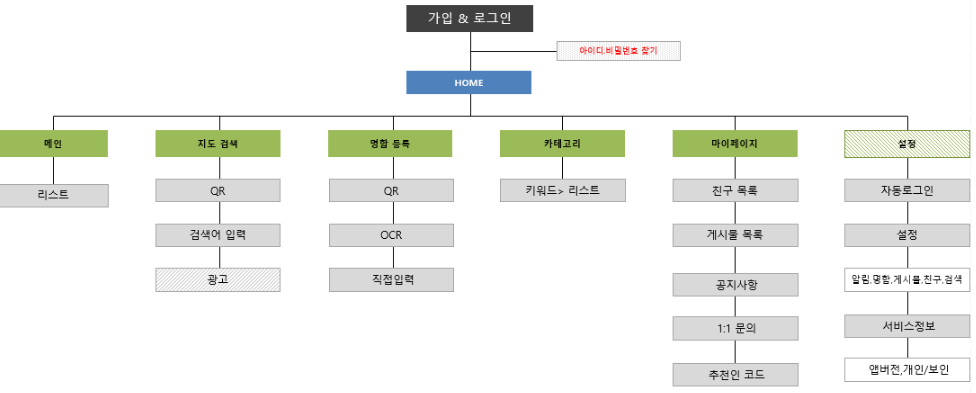 가입 & 로그인
아이디.비밀번호 찾기
HOME
메인
지도 검색
명함 등록
카테고리
마이페이지
설정
리스트
QR
QR
키워드> 리스트
친구 목록
자동로그인
검색어 입력
OCR
게시물 목록
설정
광고
직접입력
공지사항
알림,명함,게시물,친구,검색
1:1 문의
서비스정보
추천인 코드
앱버전,개인/보인